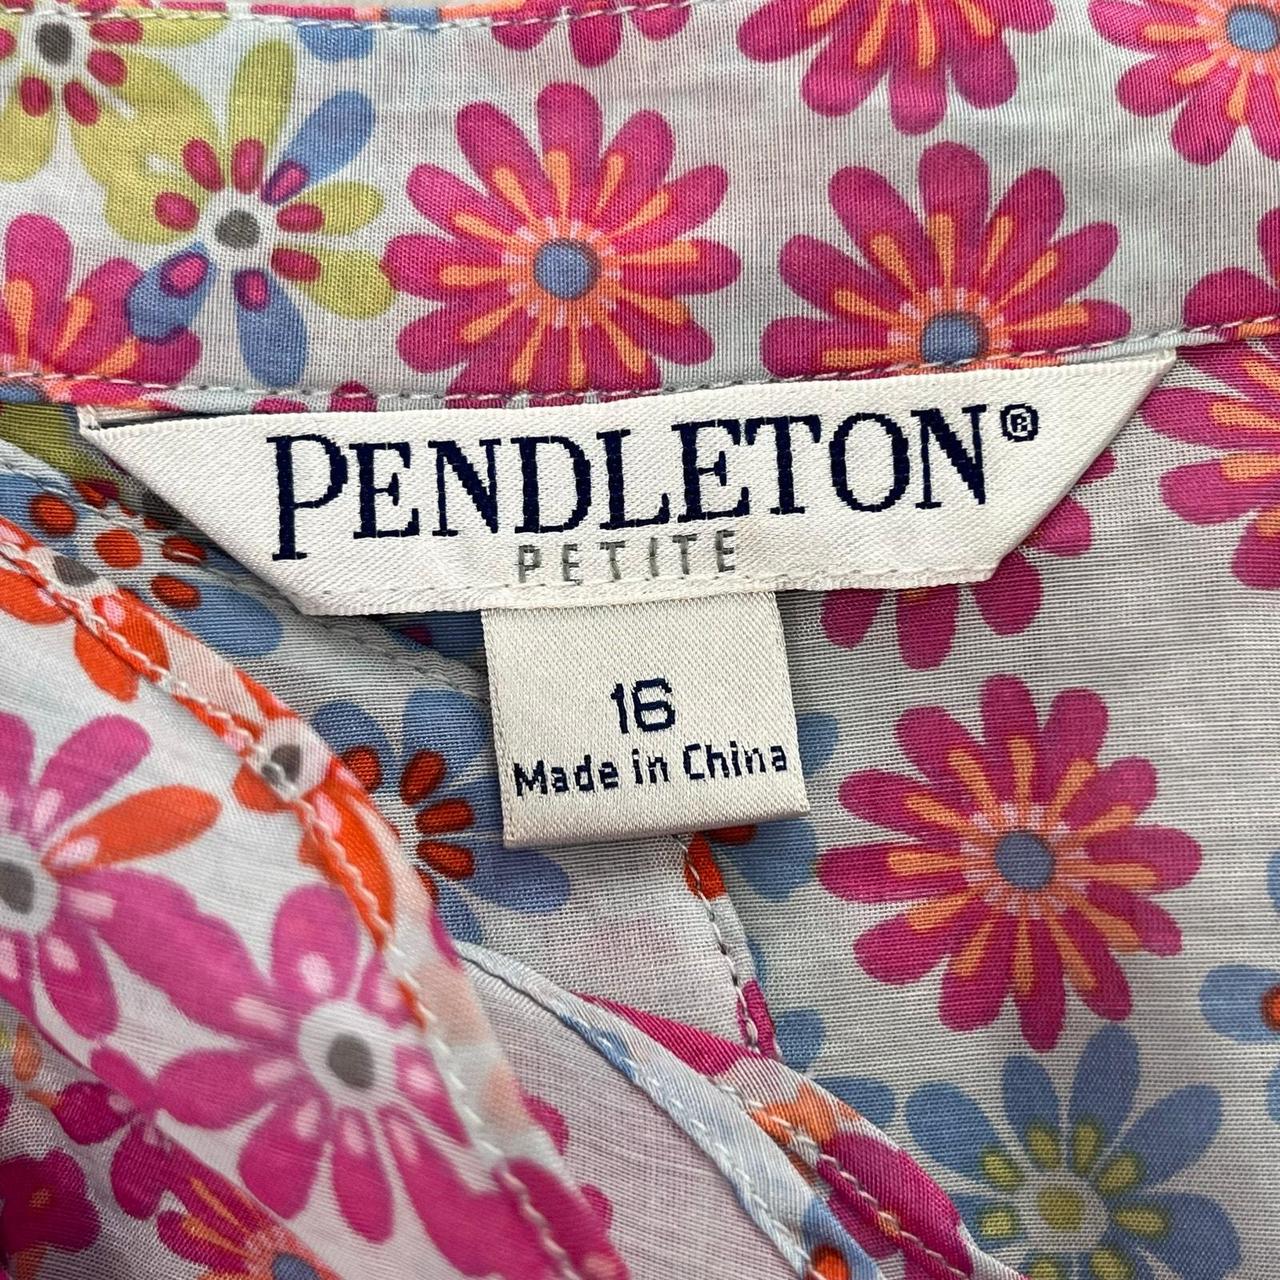 PENDLETON®
PETITE
16
Made in China